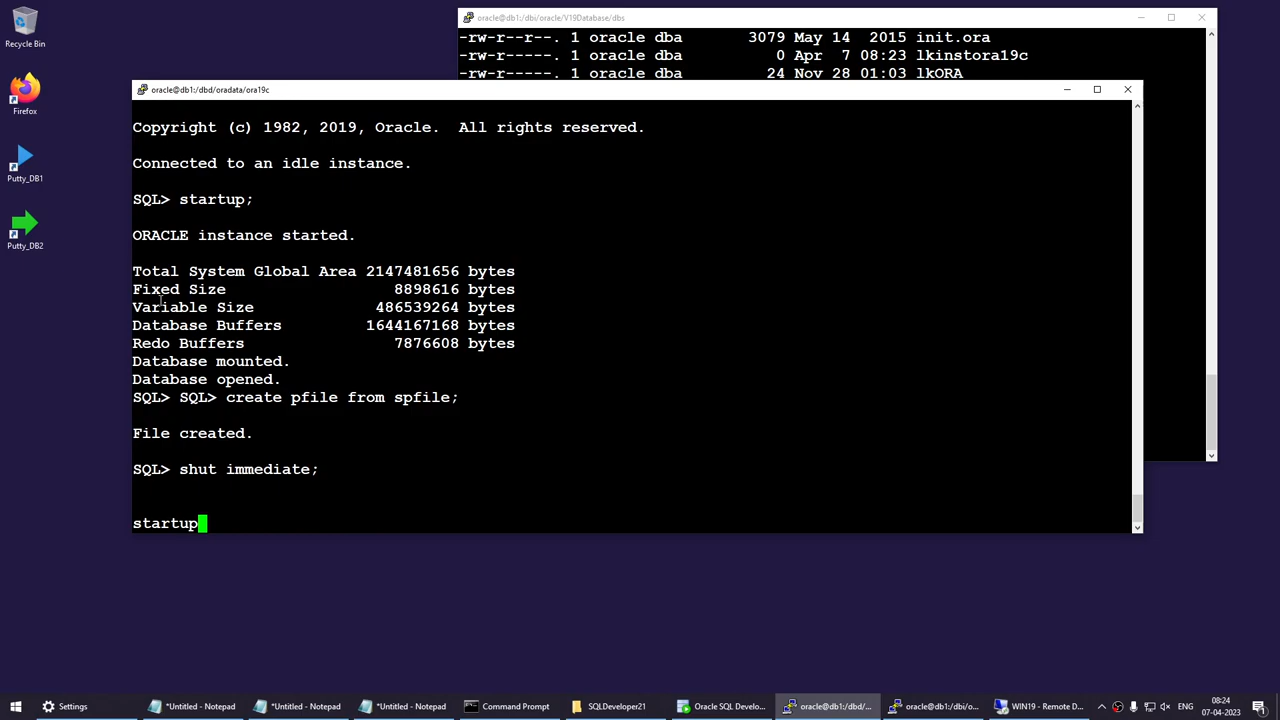 Recycle Bin
Firefox
Putty_DB1
Putty_DB2
oracle@db1:/dbi/oracle/V19Database/dbs
-rw-r--r--. 1 oracle dba 3079 May 14 2015 init.ora
-rw-r-----. 1 oracle dba 0 Apr 7 08:23 lkinstora19c
-rw-r-----. 1 oracle dba 24 Nov 28 01:03 lkORA
oracle@db1:/dbd/oradata/ora19c
Copyright (c) 1982, 2019, Oracle. All rights reserved.
Connected to an idle instance.
SQL> startup;
ORACLE instance started.
Total System Global Area 2147481656 bytes
Fixed Size 8898616 bytes
Variable Size 486539264 bytes
Database Buffers 1644167168 bytes
Redo Buffers 7876608 bytes
Database mounted.
Database opened.
SQL> SQL> create pfile from spfile;
File created.
SQL> shut immediate;
startup
Settings
*Untitled - Notepad
*Untitled - Notepad
*Untitled - Notepad
Command Prompt
SQLDeveloper21
Oracle SQL Develo...
oracle@db1:/dbd/...
oracle@db1:/dbi/o...
WIN19 - Remote D...
ENG
08:24
07-04-2023
1